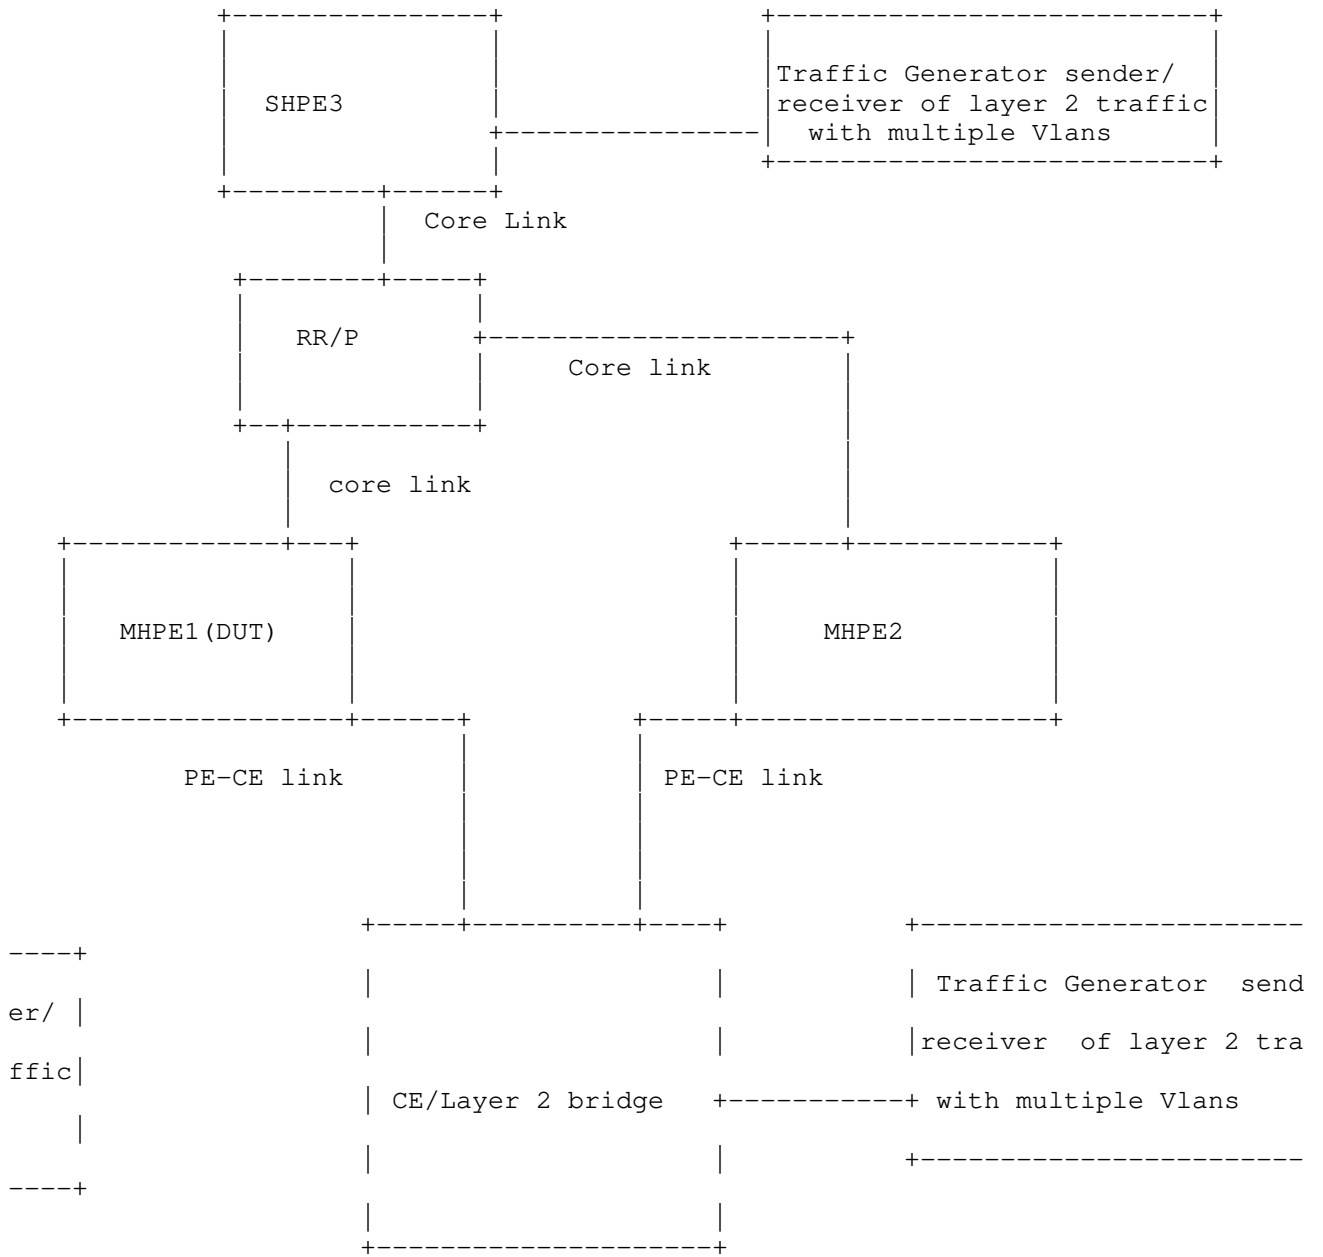 Traffic Generator sender/
SHPE3 receiver of layer 2 traffic
with multiple Vlans
Core Link
RR/P
Core link
core link
MHPE1(DUT) MHPE2
PE-CE link PE-CE link
Traffic Generator send
er/
receiver of layer 2 tra
ffic
CE/Layer 2 bridge with multiple Vlans